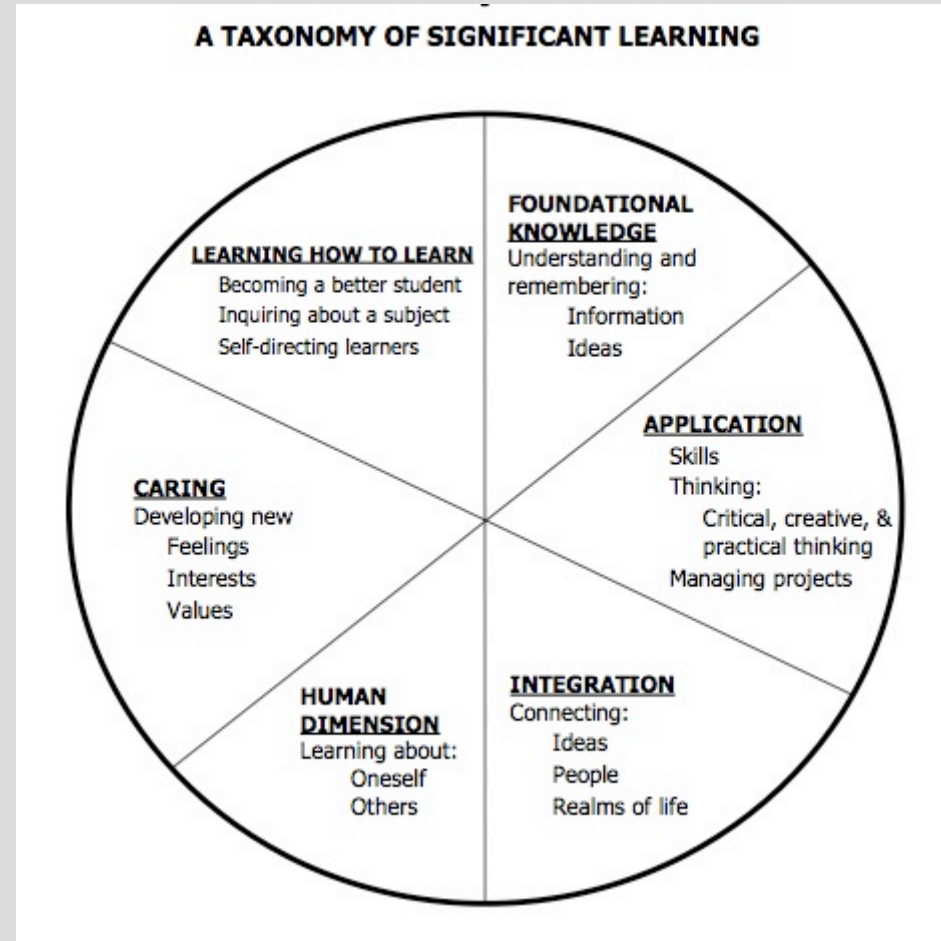 A TAXONOMY OF SIGNIFICANT LEARNING
FOUNDATIONAL
KNOWLEDGE
Understanding and
remembering:
Information
Ideas
APPLICATION
Skills
Thinking:
Critical, creative, &
practical thinking
Managing projects
INTEGRATION
Connecting:
Ideas
People
Realms of life
HUMAN
DIMENSION
Learning about:
Oneself
Others
CARING
Developing new
Feelings
Interests
Values
LEARNING HOW TO LEARN
Becoming a better student
Inquiring about a subject
Self-directing learners